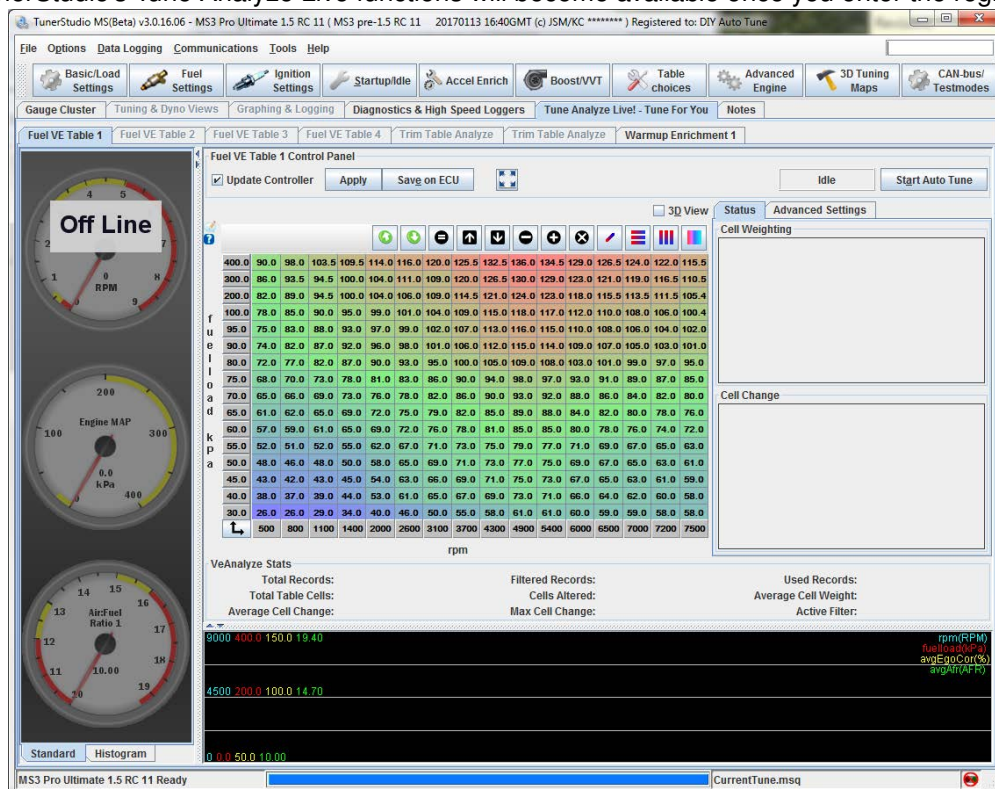 TunerStudio's Tune Analyze Live functions will become available once you enter the reg
TunerStudio MS(Beta) v3.0.16.06 - MS3 Pro Ultimate 1.5 RC 11 ( MS3 pre-1.5 RC 11 20170113 16:40GMT (c) JSM/KC ******** ) Registered to: DIY Auto Tune
File Options Data Logging Communications Tools Help
Basic/Load Settings Fuel Settings Ignition Settings Startup/Idle Accel Enrich Boost/VVT Table choices Advanced Engine 3D Tuning Maps CAN-bus/ Testmodes
Gauge Cluster Tuning & Dyno Views Graphing & Logging Diagnostics & High Speed Loggers Tune Analyze Live! - Tune For You Notes
Fuel VE Table 1 Fuel VE Table 2 Fuel VE Table 3 Fuel VE Table 4 Trim Table Analyze Trim Table Analyze Warmup Enrichment 1
Fuel VE Table 1 Control Panel
Update Controller Apply Save on ECU Idle Start Auto Tune
3D View Status Advanced Settings
Cell Weighting
400.0 90.0 98.0 103.5 109.5 114.0 116.0 120.0 125.5 132.5 136.0 134.5 129.0 126.5 124.0 122.0 115.5
300.0 86.0 93.5 94.5 100.0 104.0 111.0 109.0 120.0 126.5 130.0 129.0 123.0 121.0 119.0 116.5 110.5
200.0 82.0 89.0 94.5 100.0 104.0 106.0 109.0 114.5 121.0 124.0 123.0 118.0 115.5 113.5 111.5 105.4
100.0 78.0 85.0 90.0 95.0 99.0 101.0 104.0 109.0 115.0 118.0 117.0 112.0 110.0 108.0 106.0 100.4
95.0 75.0 83.0 88.0 93.0 97.0 99.0 102.0 107.0 113.0 116.0 115.0 110.0 108.0 106.0 104.0 102.0
90.0 74.0 82.0 87.0 92.0 96.0 98.0 101.0 106.0 112.0 115.0 114.0 109.0 107.0 105.0 103.0 101.0
80.0 72.0 77.0 82.0 87.0 90.0 93.0 95.0 100.0 105.0 109.0 108.0 103.0 101.0 99.0 97.0 95.0
75.0 68.0 70.0 73.0 78.0 81.0 83.0 86.0 90.0 94.0 98.0 97.0 93.0 91.0 89.0 87.0 85.0
70.0 65.0 66.0 69.0 73.0 76.0 78.0 82.0 86.0 90.0 93.0 92.0 88.0 86.0 84.0 82.0 80.0
65.0 61.0 62.0 65.0 69.0 72.0 75.0 79.0 82.0 85.0 89.0 88.0 84.0 82.0 80.0 78.0 76.0
60.0 57.0 59.0 61.0 65.0 69.0 72.0 76.0 78.0 81.0 85.0 85.0 80.0 78.0 76.0 74.0 72.0
55.0 52.0 51.0 52.0 55.0 62.0 67.0 71.0 73.0 75.0 79.0 77.0 71.0 69.0 67.0 65.0 63.0
50.0 48.0 46.0 48.0 50.0 58.0 65.0 69.0 71.0 73.0 77.0 75.0 69.0 67.0 65.0 63.0 61.0
45.0 43.0 42.0 43.0 45.0 54.0 63.0 66.0 69.0 71.0 75.0 73.0 67.0 65.0 63.0 61.0 59.0
40.0 38.0 37.0 39.0 44.0 53.0 61.0 65.0 67.0 69.0 73.0 71.0 66.0 64.0 62.0 60.0 58.0
30.0 26.0 26.0 29.0 34.0 40.0 46.0 50.0 55.0 58.0 61.0 61.0 60.0 59.0 59.0 58.0 58.0
500 800 1100 1400 2000 2600 3100 3700 4300 4900 5400 6000 6500 7000 7200 7500
fuelload kPa
rpm
Cell Change
Off Line
1 2 4 5 8 9
0
RPM
100 200 300 400
Engine MAP
0.0
kPa
10 11 12 13 14 15 16 17 18 19
Air:Fuel
Ratio 1
10.00
VeAnalyze Stats
Total Records: Filtered Records: Used Records:
Total Table Cells: Cells Altered: Average Cell Weight:
Average Cell Change: Max Cell Change: Active Filter:
9000 400.0 150.0 19.40 rpm(RPM)
fuelload(kPa)
avgEgoCor(%)
avgAfr(AFR)
4500 200.0 100.0 14.70
0 0.0 50.0 10.00
Standard Histogram
MS3 Pro Ultimate 1.5 RC 11 Ready CurrentTune.msq